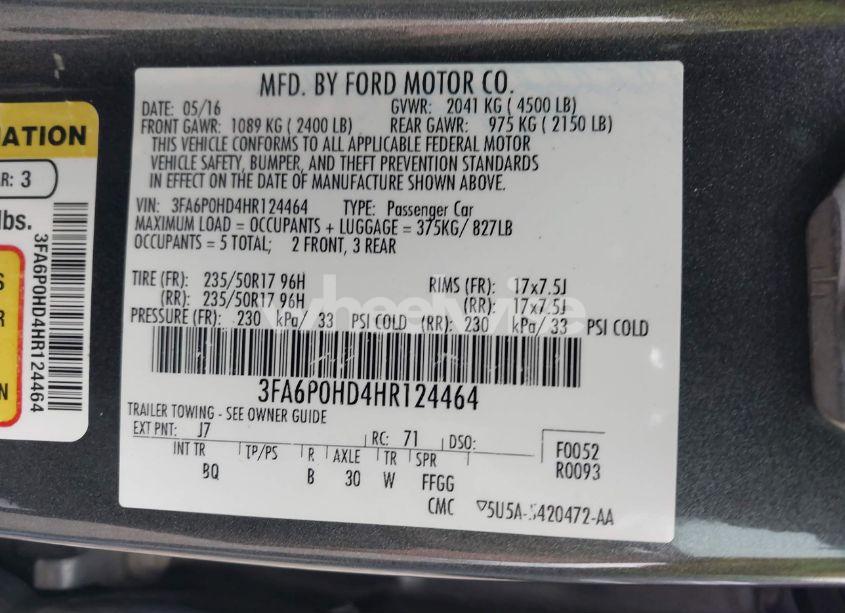 MFD. BY FORD MOTOR CO.
DATE: 05/16 GVWR: 2041 KG ( 4500 LB)
FRONT GAWR: 1089 KG ( 2400 LB) REAR GAWR: 975 KG ( 2150 LB)
THIS VEHICLE CONFORMS TO ALL APPLICABLE FEDERAL MOTOR
VEHICLE SAFETY, BUMPER, AND THEFT PREVENTION STANDARDS
IN EFFECT ON THE DATE OF MANUFACTURE SHOWN ABOVE.
VIN: 3FA6P0HD4HR124464 TYPE: Passenger Car
MAXIMUM LOAD = OCCUPANTS + LUGGAGE = 375KG/ 827LB
OCCUPANTS = 5 TOTAL; 2 FRONT, 3 REAR
TIRE (FR): 235/50R17 96H RIMS (FR): 17x7.5J
(RR): 235/50R17 96H (RR): 17x7.5J
PRESSURE (FR): 230 kPa/ 33 PSI COLD (RR): 230 kPa/ 33 PSI COLD
3FA6P0HD4HR124464
TRAILER TOWING - SEE OWNER GUIDE
EXT PNT: J7 RC: 71 DSO:
INT TR TP/PS R AXLE TR SPR
BQ B 30 W FFGG
F0052
R0093
CMC ▽5U5A-5420472-AA
ATION
R: 3
lbs.
S
R
N
3FA6P0HD4HR124464